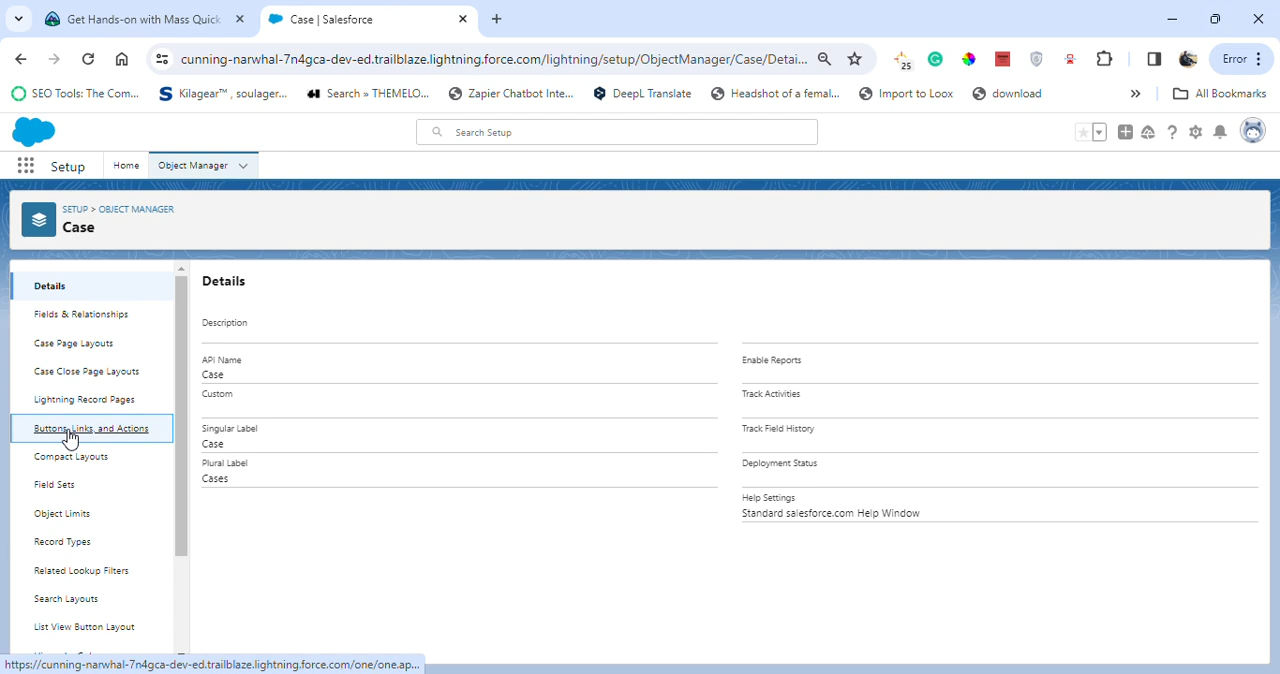 Get Hands-on with Mass Quick
Case | Salesforce
cunning-narwhal-7n4gca-dev-ed.trailblaze.lightning.force.com/lightning/setup/ObjectManager/Case/Detai...
25
Error
SEO Tools: The Com...
Kilagear™ , soulager...
Search » THEMELO...
Zapier Chatbot Inte...
DeepL Translate
Headshot of a femal...
Import to Loox
download
»
All Bookmarks
Search Setup
Setup
Home
Object Manager
SETUP > OBJECT MANAGER
Case
Details
Fields & Relationships
Case Page Layouts
Case Close Page Layouts
Lightning Record Pages
Buttons, Links, and Actions
Compact Layouts
Field Sets
Object Limits
Record Types
Related Lookup Filters
Search Layouts
List View Button Layout
Details
Description
API Name
Case
Custom
Singular Label
Case
Plural Label
Cases
Enable Reports
Track Activities
Track Field History
Deployment Status
Help Settings
Standard salesforce.com Help Window
https://cunning-narwhal-7n4gca-dev-ed.trailblaze.lightning.force.com/one/one.ap...